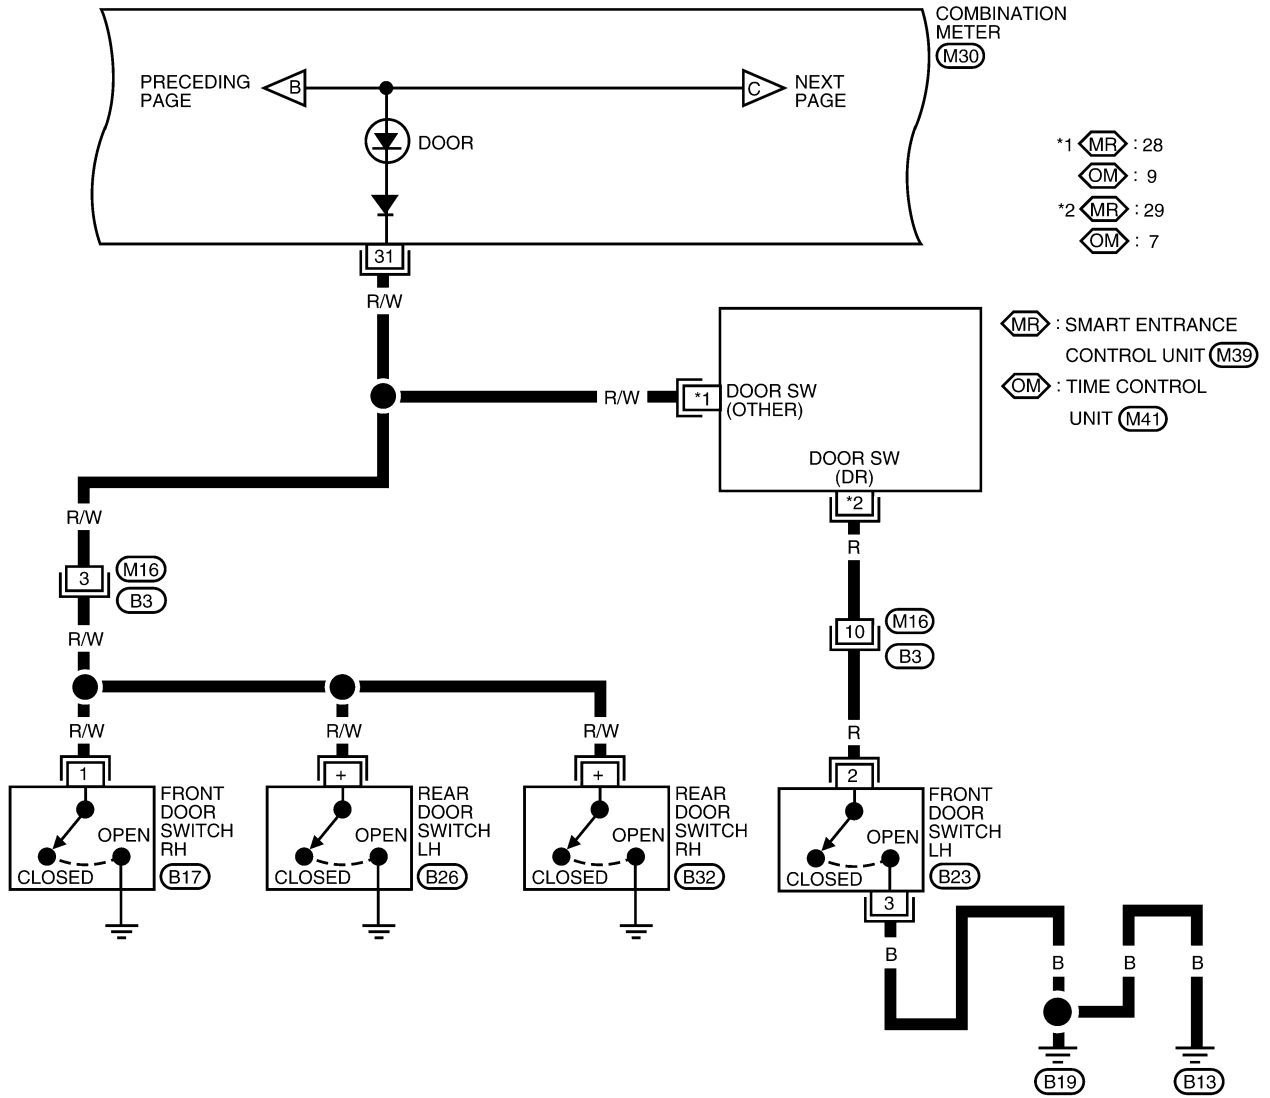 COMBINATION
METER
M30
PRECEDING
PAGE
B
C
NEXT
PAGE
DOOR
*1 MR : 28
OM : 9
*2 MR : 29
OM : 7
31
R/W
MR : SMART ENTRANCE
CONTROL UNIT M39
OM : TIME CONTROL
UNIT M41
R/W
*1
DOOR SW
(OTHER)
DOOR SW
(DR)
*2
R/W
R
3
M16
B3
10
M16
B3
R/W
R/W
R/W
R/W
R
1
+
+
2
FRONT
DOOR
SWITCH
RH
B17
OPEN
CLOSED
REAR
DOOR
SWITCH
LH
B26
OPEN
CLOSED
REAR
DOOR
SWITCH
RH
B32
OPEN
CLOSED
FRONT
DOOR
SWITCH
LH
B23
OPEN
CLOSED
3
B
B
B
B
B19
B13